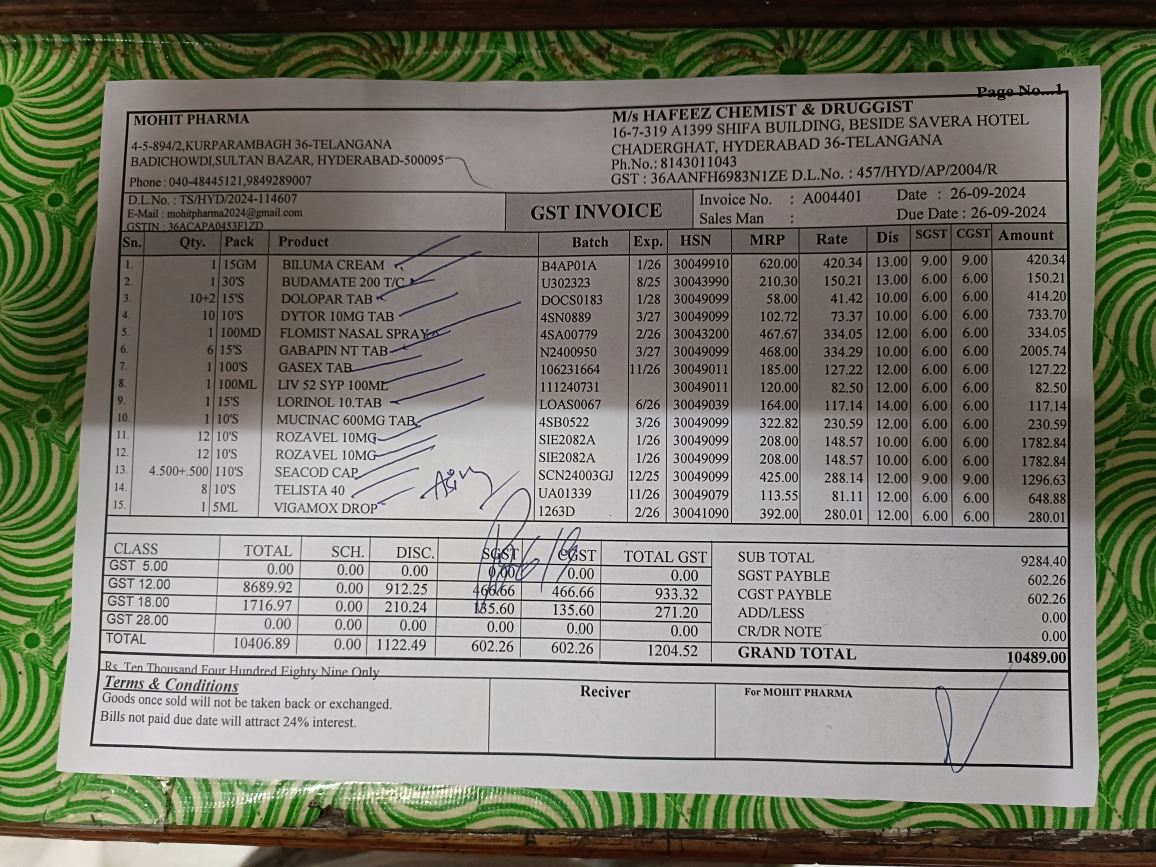 Page No...1
MOHIT PHARMA
4-5-894/2,KURPARAMBAGH 36-TELANGANA
BADICHOWDI,SULTAN BAZAR, HYDERABAD-500095
Phone : 040-48445121,9849289007
D.L.No. : TS/HYD/2024-114607
E-Mail : mohitpharma2024@gmail.com
GSTIN : 36ACAPA0453F1ZD
M/s HAFEEZ CHEMIST & DRUGGIST
16-7-319 A1399 SHIFA BUILDING, BESIDE SAVERA HOTEL
CHADERGHAT, HYDERABAD 36-TELANGANA
Ph.No.: 8143011043
GST : 36AANFH6983N1ZE D.L.No. : 457/HYD/AP/2004/R
GST INVOICE
Invoice No. : A004401 Date : 26-09-2024
Sales Man : Due Date : 26-09-2024
Sn. Qty. Pack Product Batch Exp. HSN MRP Rate Dis SGST CGST Amount
1. 1 15GM BILUMA CREAM B4AP01A 1/26 30049910 620.00 420.34 13.00 9.00 9.00 420.34
2. 1 30'S BUDAMATE 200 T/C U302323 8/25 30043990 210.30 150.21 13.00 6.00 6.00 150.21
3. 10+2 15'S DOLOPAR TAB DOCS0183 1/28 30049099 58.00 41.42 10.00 6.00 6.00 414.20
4. 10 10'S DYTOR 10MG TAB 4SN0889 3/27 30049099 102.72 73.37 10.00 6.00 6.00 733.70
5. 1 100MD FLOMIST NASAL SPRAY 4SA00779 2/26 30043200 467.67 334.05 12.00 6.00 6.00 334.05
6. 6 15'S GABAPIN NT TAB N2400950 3/27 30049099 468.00 334.29 10.00 6.00 6.00 2005.74
7. 1 100'S GASEX TAB 106231664 11/26 30049011 185.00 127.22 12.00 6.00 6.00 127.22
8. 1 100ML LIV 52 SYP 100ML 111240731 30049011 120.00 82.50 12.00 6.00 6.00 82.50
9. 1 15'S LORINOL 10.TAB LOAS0067 6/26 30049039 164.00 117.14 14.00 6.00 6.00 117.14
10. 1 10'S MUCINAC 600MG TAB 4SB0522 3/26 30049099 322.82 230.59 12.00 6.00 6.00 230.59
11. 12 10'S ROZAVEL 10MG SIE2082A 1/26 30049099 208.00 148.57 10.00 6.00 6.00 1782.84
12. 12 10'S ROZAVEL 10MG SIE2082A 1/26 30049099 208.00 148.57 10.00 6.00 6.00 1782.84
13. 4.500+.500 110'S SEACOD CAP SCN24003GJ 12/25 30049099 425.00 288.14 12.00 9.00 9.00 1296.63
14. 8 10'S TELISTA 40 UA01339 11/26 30049079 113.55 81.11 12.00 6.00 6.00 648.88
15. 1 5ML VIGAMOX DROP 1263D 2/26 30041090 392.00 280.01 12.00 6.00 6.00 280.01
CLASS TOTAL SCH. DISC. SGST CGST TOTAL GST
GST 5.00 0.00 0.00 0.00 0.00 0.00 0.00
GST 12.00 8689.92 0.00 912.25 466.66 466.66 933.32
GST 18.00 1716.97 0.00 210.24 135.60 135.60 271.20
GST 28.00 0.00 0.00 0.00 0.00 0.00 0.00
TOTAL 10406.89 0.00 1122.49 602.26 602.26 1204.52
SUB TOTAL 9284.40
SGST PAYBLE 602.26
CGST PAYBLE 602.26
ADD/LESS 0.00
CR/DR NOTE 0.00
GRAND TOTAL 10489.00
Rs. Ten Thousand Four Hundred Eighty Nine Only
Terms & Conditions
Goods once sold will not be taken back or exchanged.
Bills not paid due date will attract 24% interest.
Reciver
For MOHIT PHARMA